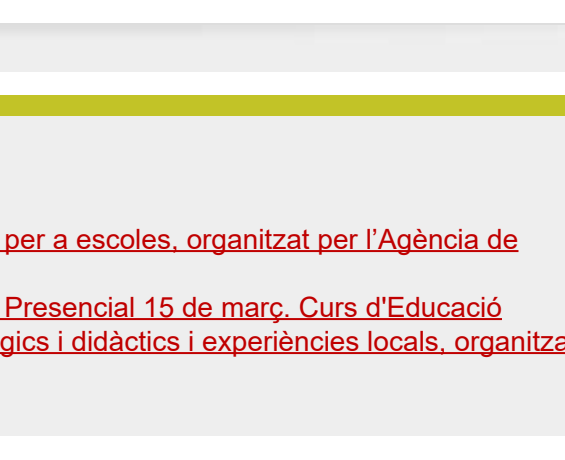 per a escoles, organitzat per l’Agència de
Presencial 15 de març. Curs d'Educació
gics i didàctics i experiències locals, organitza